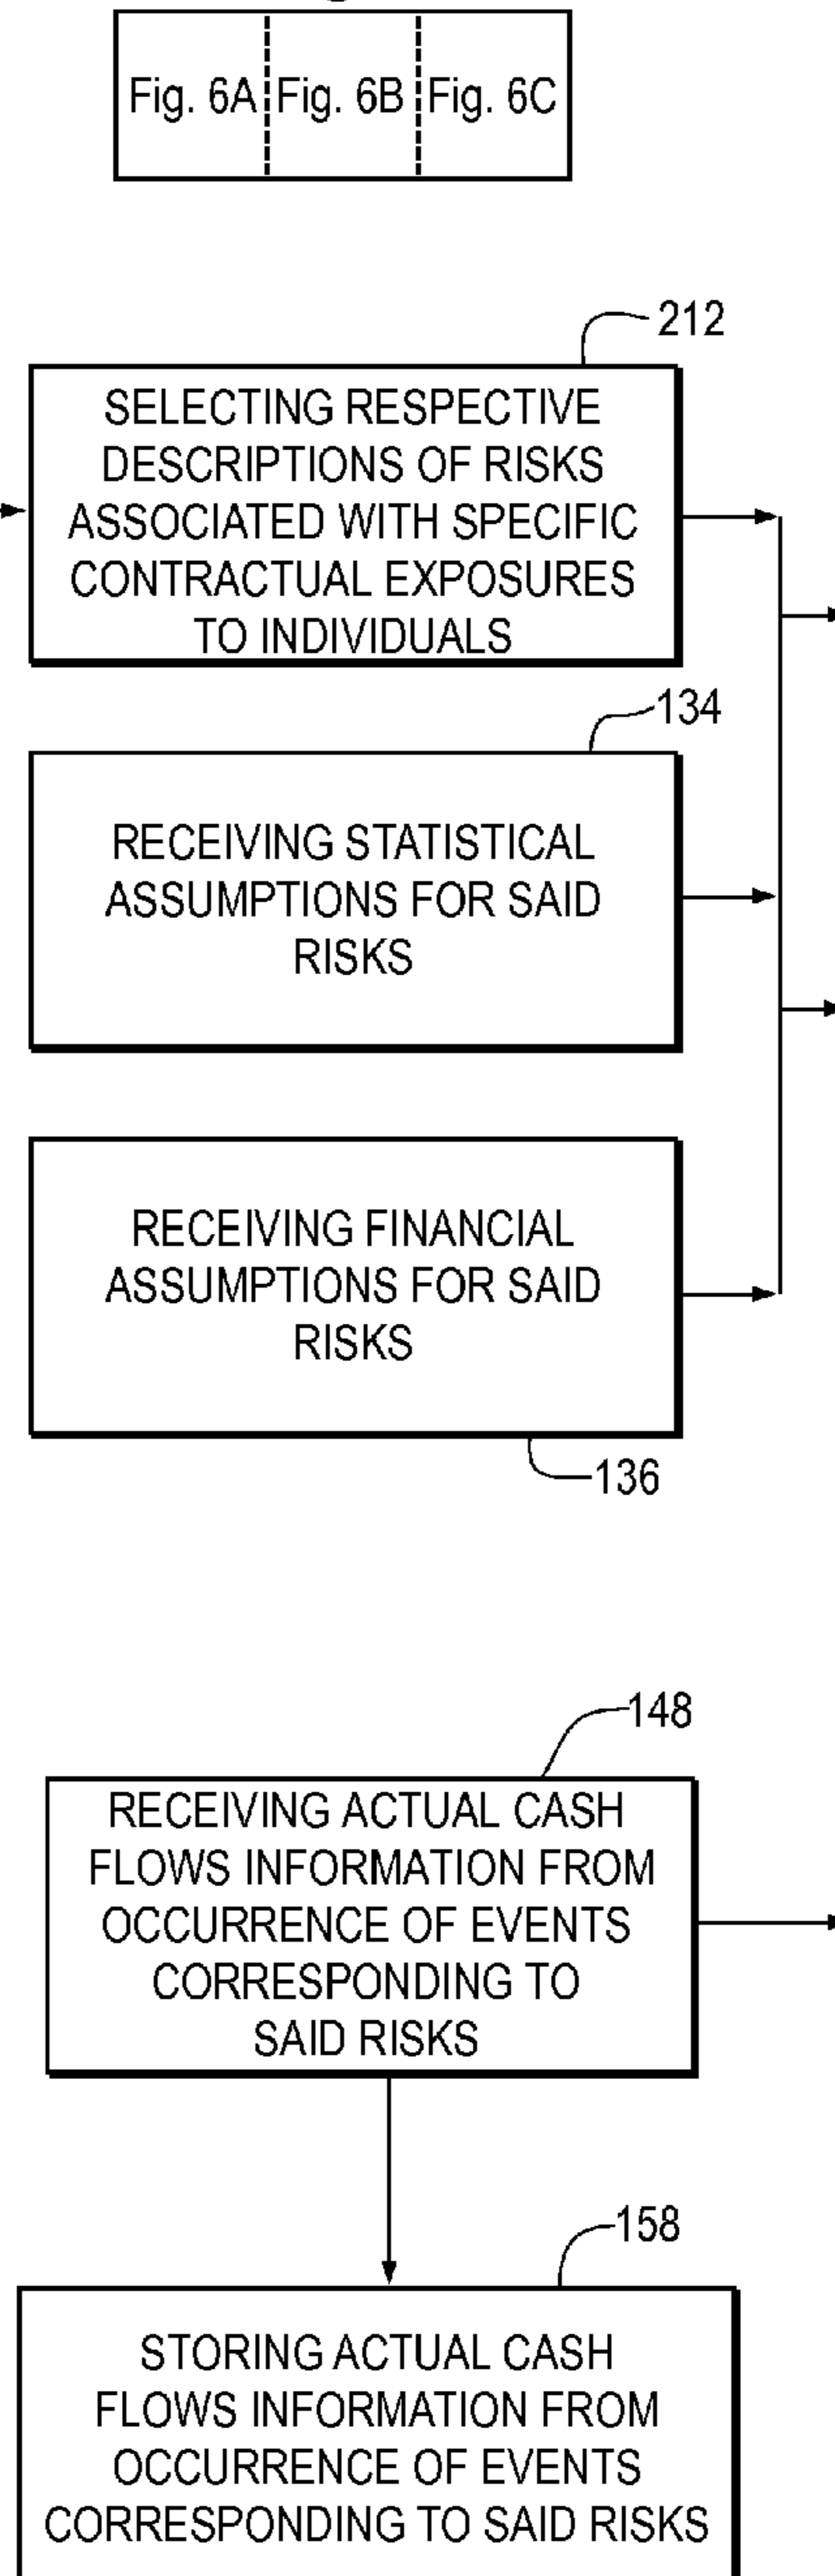 Fig. 6A Fig. 6B Fig. 6C
212
SELECTING RESPECTIVE
DESCRIPTIONS OF RISKS
ASSOCIATED WITH SPECIFIC
CONTRACTUAL EXPOSURES
TO INDIVIDUALS
134
RECEIVING STATISTICAL
ASSUMPTIONS FOR SAID
RISKS
RECEIVING FINANCIAL
ASSUMPTIONS FOR SAID
RISKS
136
148
RECEIVING ACTUAL CASH
FLOWS INFORMATION FROM
OCCURRENCE OF EVENTS
CORRESPONDING TO
SAID RISKS
158
STORING ACTUAL CASH
FLOWS INFORMATION FROM
OCCURRENCE OF EVENTS
CORRESPONDING TO SAID RISKS